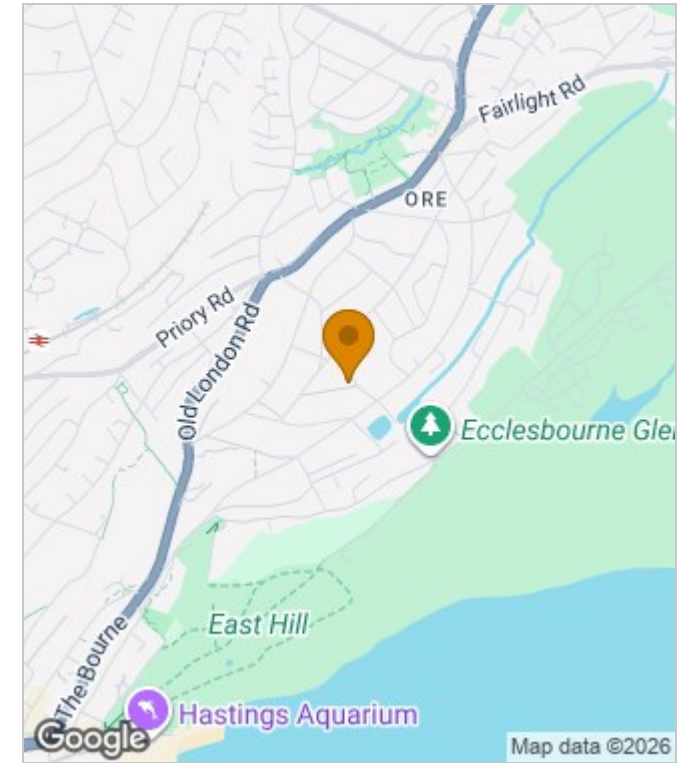 Fairlight Rd
ORE
Priory Rd
Old London Rd
Ecclesbourne Gle
East Hill
The Bourne
Hastings Aquarium
Google
Map data ©2026